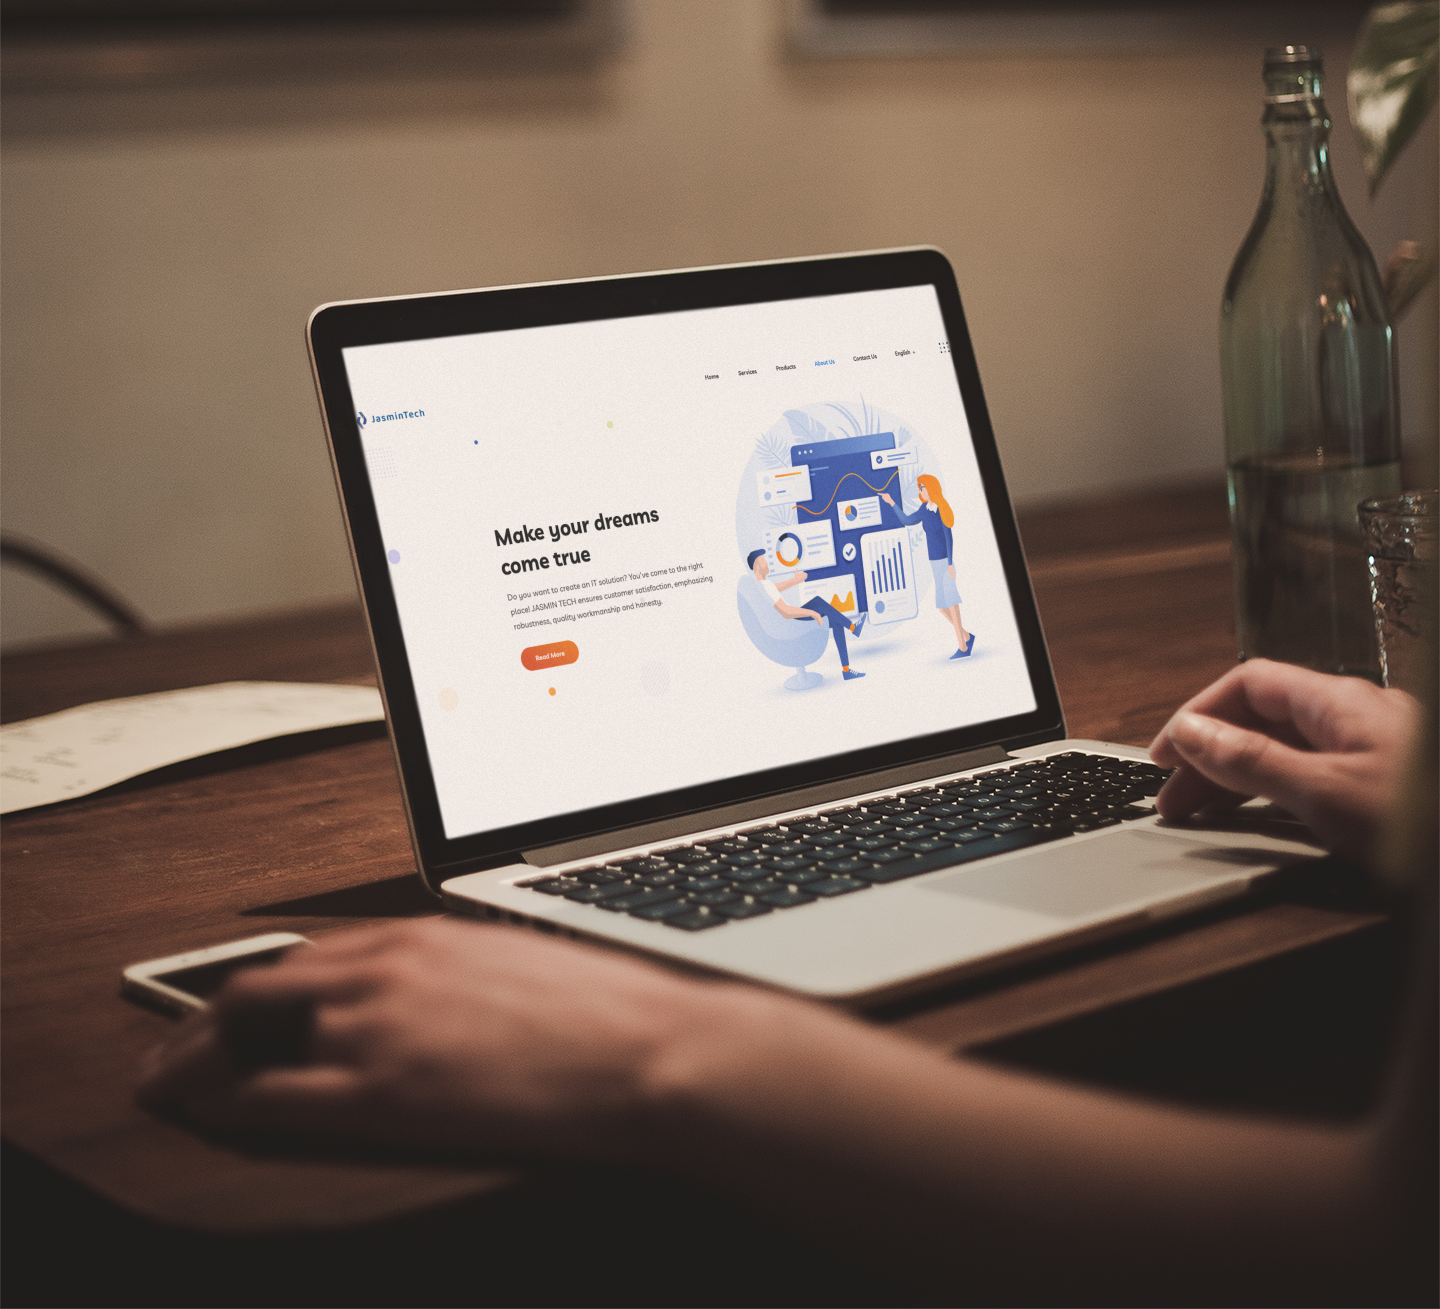 Home Services Products About Us Contact Us English
JasminTech
Make your dreams
come true
Do you want to create an IT solution? You've come to the right
place! JASMIN TECH ensures customer satisfaction, emphasizing
robustness, quality workmanship and honesty.
Read More